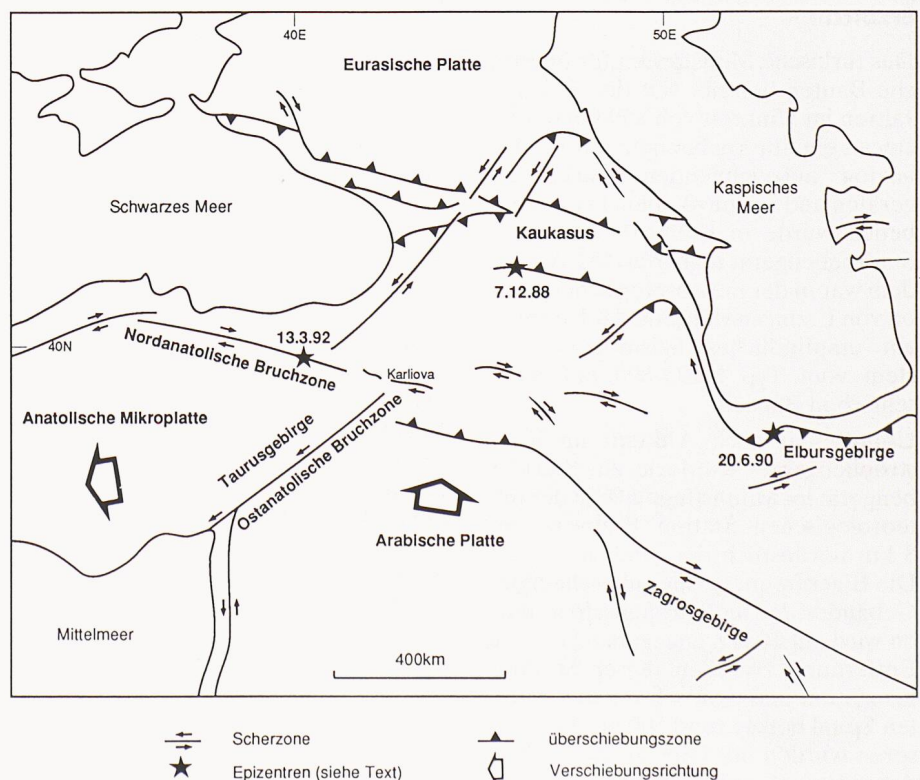 40E
50E
Eurasische Platte
Schwarzes Meer
Kaspisches
Meer
Kaukasus
7.12.88
13.3.92
40N
Nordanatolische Bruchzone
Karliova
Anatolische Mikroplatte
Taurusgebirge
Ostanatolische Bruchzone
20.6.90
Elbursgebirge
Arabische Platte
Zagrosgebirge
Mittelmeer
400km
Scherzone
überschiebungszone
Epizentren (siehe Text)
Verschiebungsrichtung